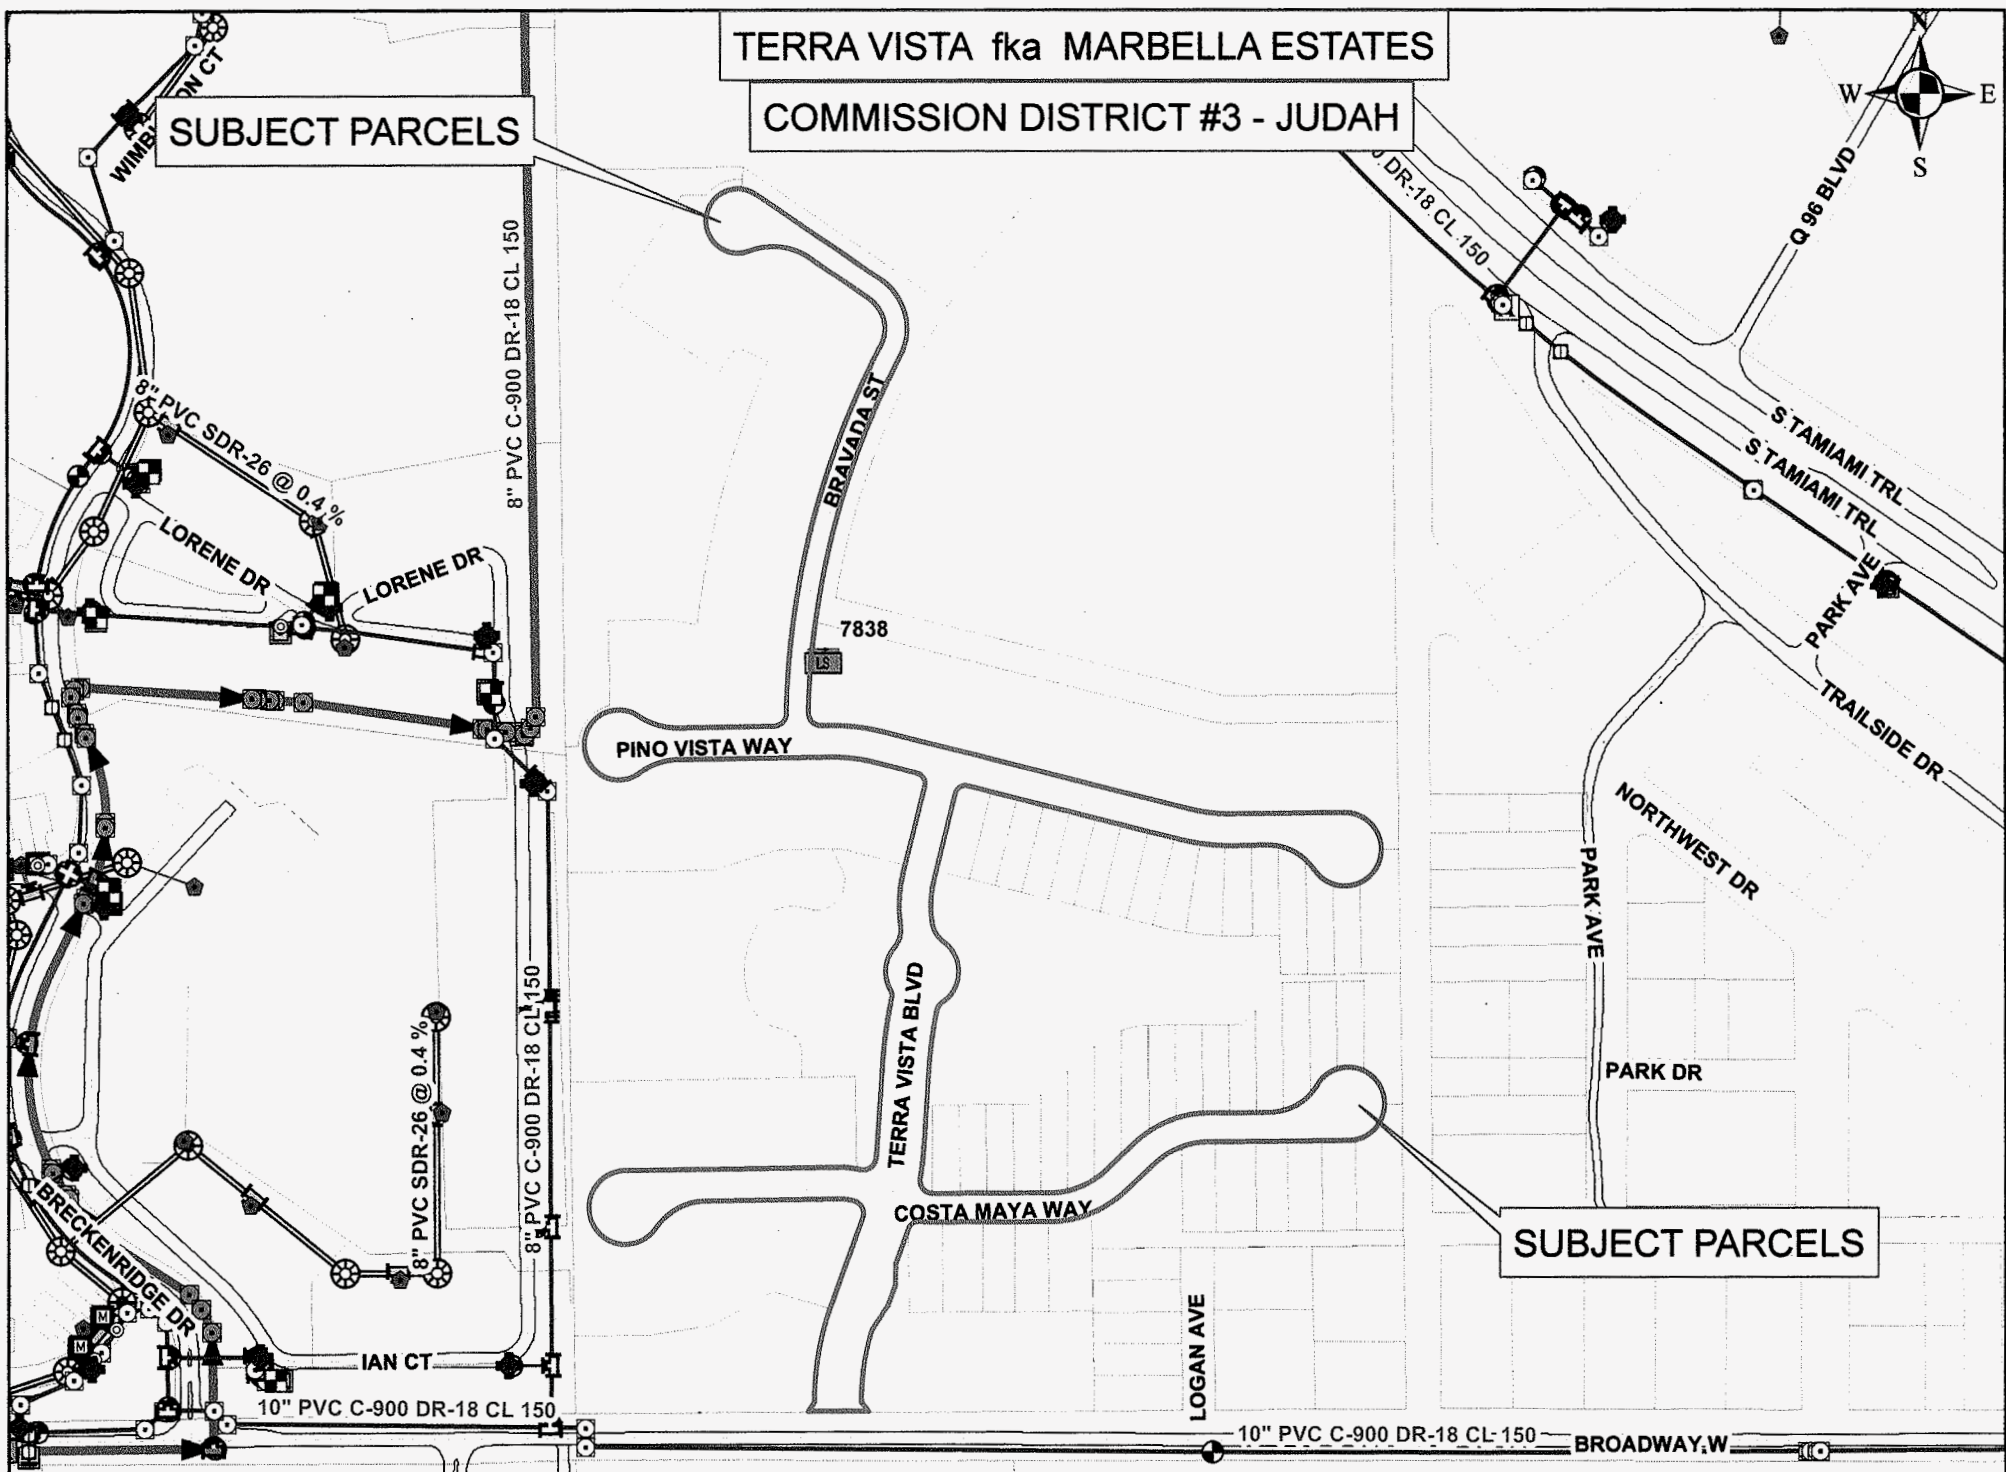 TERRA VISTA fka MARBELLA ESTATES
COMMISSION DISTRICT #3 - JUDAH
N
W
E
S
SUBJECT PARCELS
DR-18 CL 150
Q 96 BLVD
8" PVC C-900 DR-18 CL 150
8" PVC SDR-26 @ 0.4 %
BRAVADA ST
S TAMIAMI TRL
S TAMIAMI TRL
LORENE DR
LORENE DR
PARK AVE
7838
LS
TRAILSIDE DR
PINO VISTA WAY
NORTHWEST DR
PARK AVE
TERRA VISTA BLVD
8" PVC C-900 DR-18 CL 150
8" PVC SDR-26 @ 0.4 %
PARK DR
COSTA MAYA WAY
SUBJECT PARCELS
BRECKENRIDGE DR
M
M
LOGAN AVE
IAN CT
10" PVC C-900 DR-18 CL 150
10" PVC C-900 DR-18 CL 150
BROADWAY W